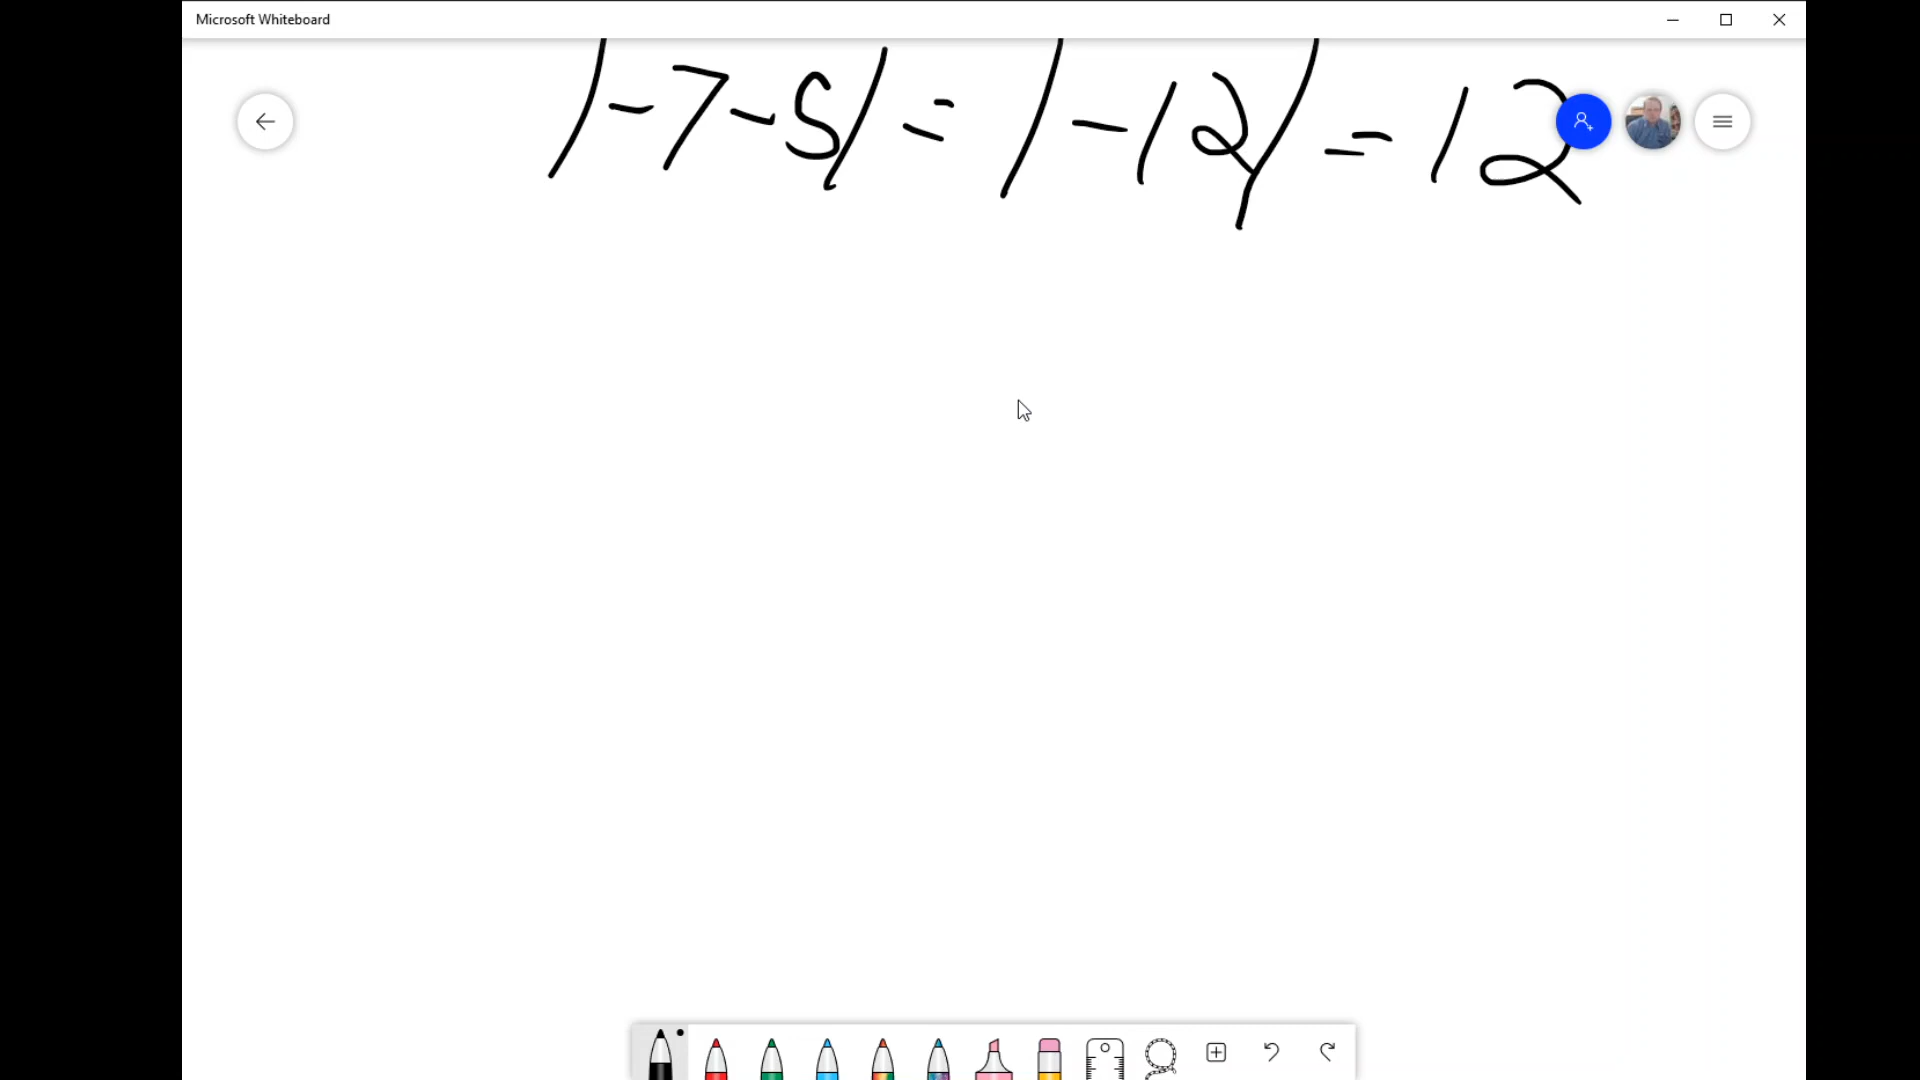 Microsoft Whiteboard
|-7-5| = |-12| = 12